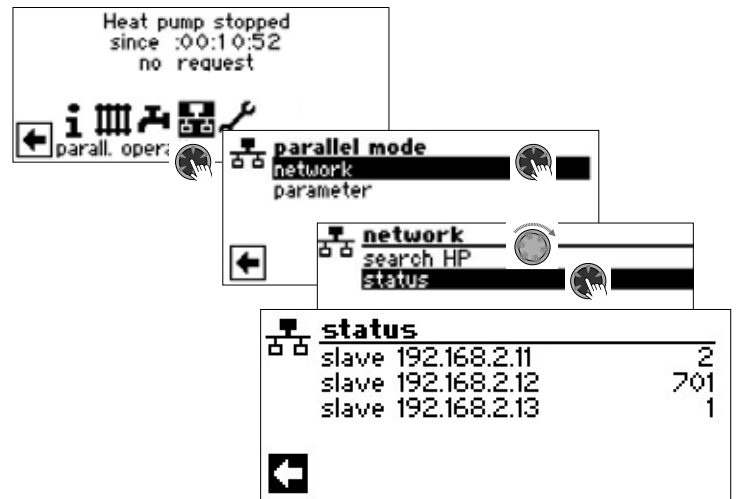 Heat pump stopped
since :00:10:52
no request
parall. opera
parallel mode
network
parameter
network
search HP
status
status
slave 192.168.2.11 2
slave 192.168.2.12 701
slave 192.168.2.13 1